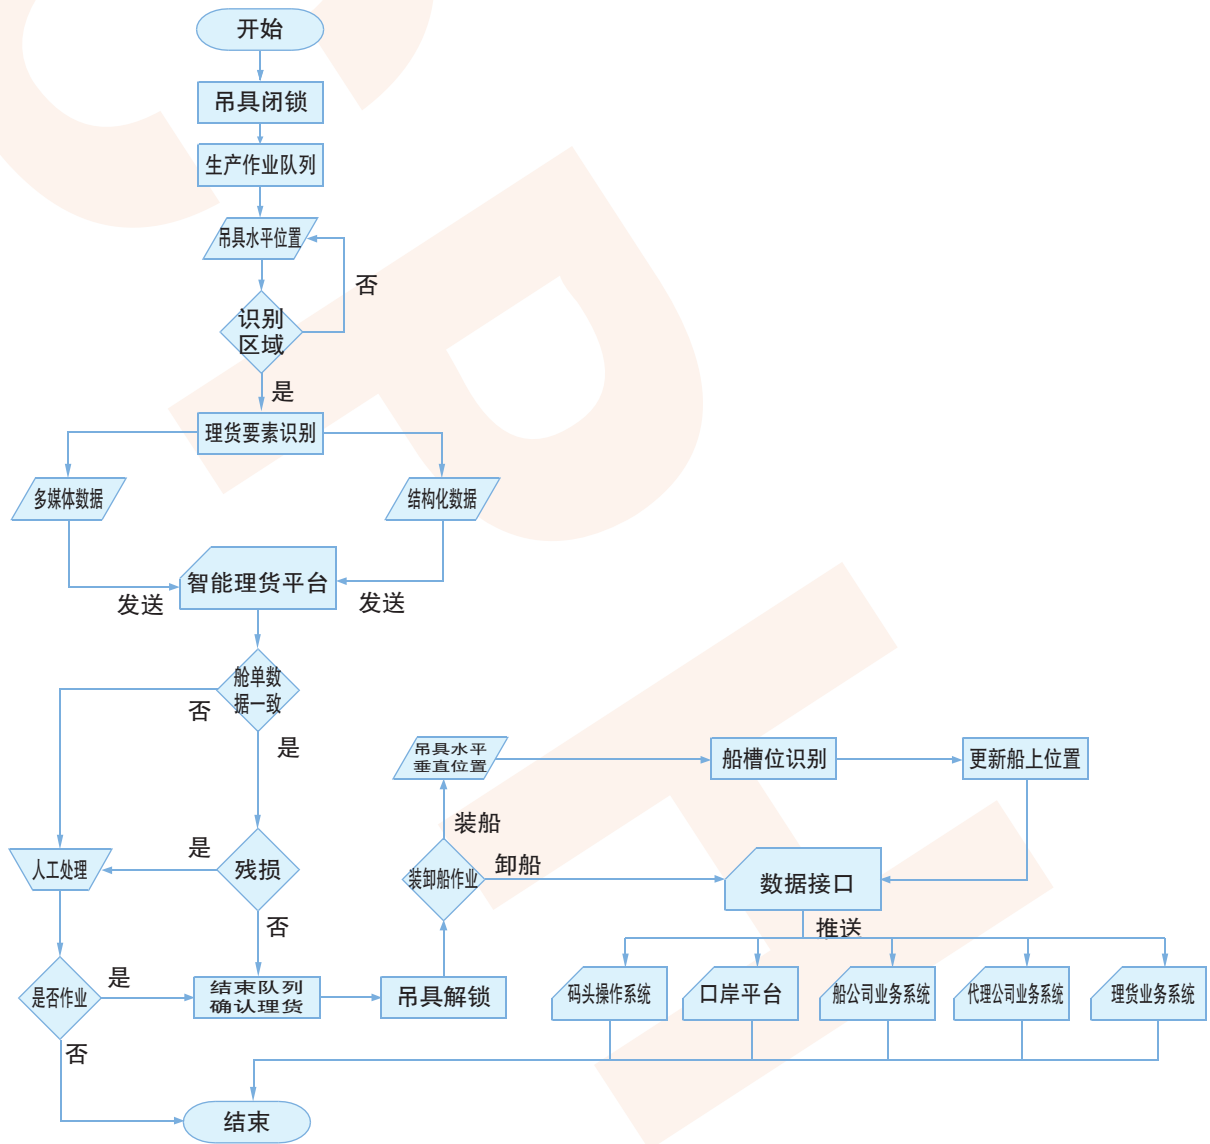 开始
吊具闭锁
生产作业队列
吊具水平位置
否
识别
区域
是
理货要素识别
多媒体数据
结构化数据
智能理货平台
发送
发送
舱单数
据一致
否
是
吊具水平
垂直位置
船槽位识别
更新船上位置
装船
是
残损
人工处理
卸船
装卸船作业
数据接口
否
推送
是
是否作业
结束队列
确认理货
吊具解锁
码头操作系统
口岸平台
船公司业务系统
代理公司业务系统
理货业务系统
否
结束